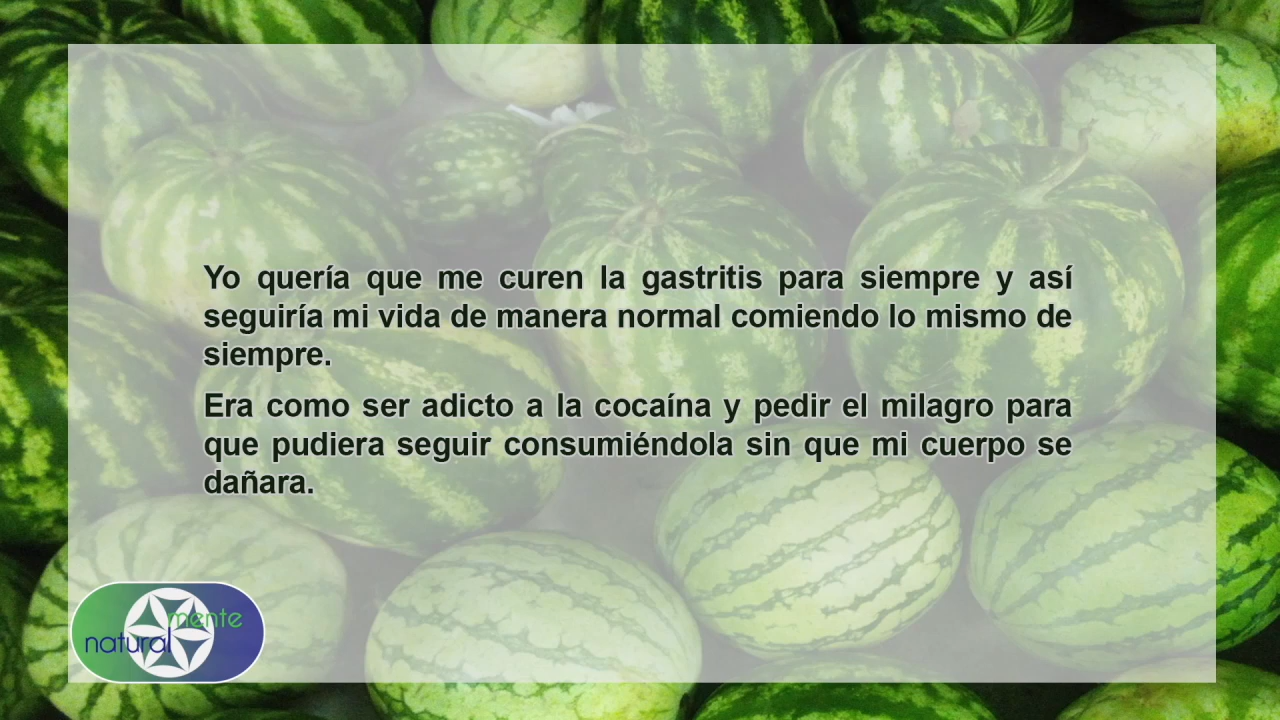 Yo quería que me curen la gastritis para siempre y así
seguiría mi vida de manera normal comiendo lo mismo de
siempre.
Era como ser adicto a la cocaína y pedir el milagro para
que pudiera seguir consumiéndola sin que mi cuerpo se
dañara.
mente
natural